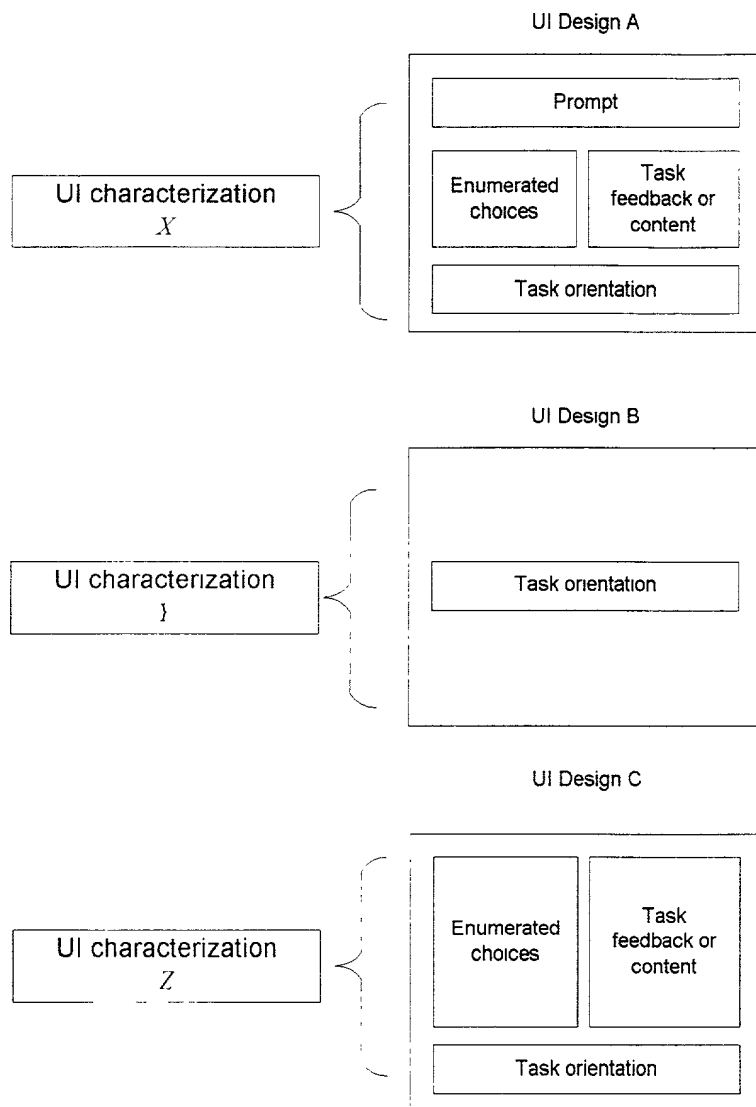 UI Design A
Prompt
UI characterization
X
Enumerated
choices
Task
feedback or
content
Task orientation
UI Design B
UI characterization
Task orientation
UI Design C
UI characterization
Z
Enumerated
choices
Task
feedback or
content
Task orientation